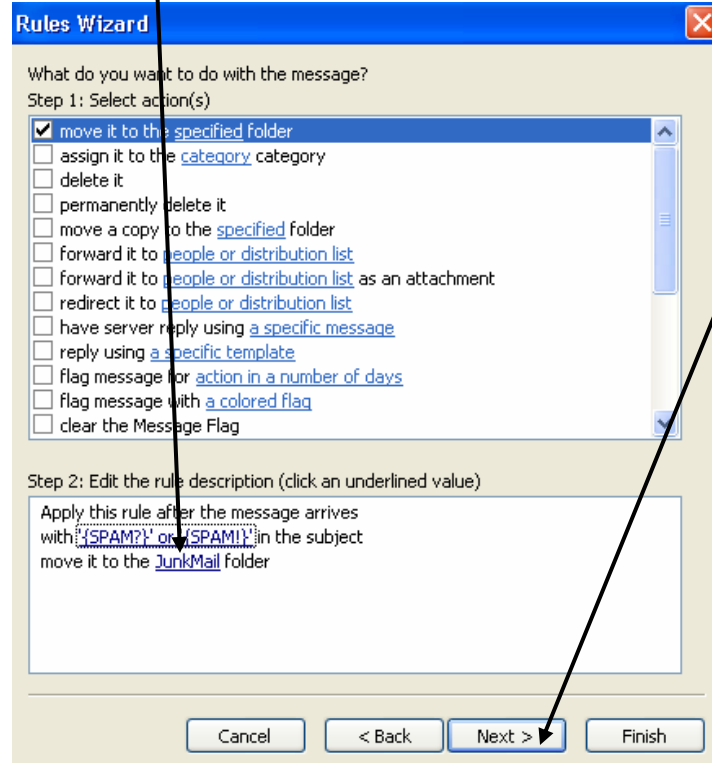 Rules Wizard
What do you want to do with the message?
Step 1: Select action(s)
move it to the specified folder
assign it to the category category
delete it
permanently delete it
move a copy to the specified folder
forward it to people or distribution list
forward it to people or distribution list as an attachment
redirect it to people or distribution list
have server reply using a specific message
reply using a specific template
flag message for action in a number of days
flag message with a colored flag
clear the Message Flag
Step 2: Edit the rule description (click an underlined value)
Apply this rule after the message arrives
with '{SPAM?}' or '{SPAM!}' in the subject
move it to the JunkMail folder
Cancel < Back Next > Finish